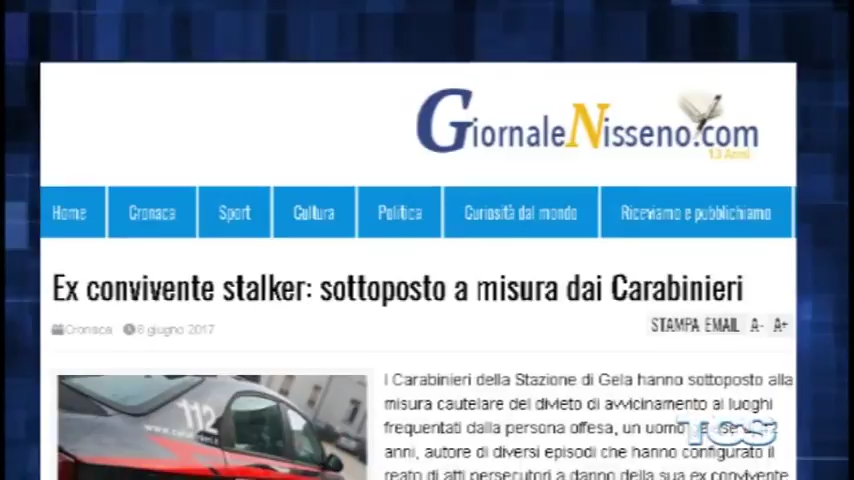 GiornaleNisseno.com
13 Anni
Home Cronaca Sport Cultura Politica Curiosità dal mondo Riceviamo e pubblichiamo
Ex convivente stalker: sottoposto a misura dai Carabinieri
Cronaca 8 giugno 2017 STAMPA EMAIL A- A+
112
I Carabinieri della Stazione di Gela hanno sottoposto alla
misura cautelare del divieto di avvicinamento ai luoghi
frequentati dalla persona offesa, un uomo
TCS
anni, autore di diversi episodi che hanno configurato il
reato di atti persecutori a danno della sua ex convivente